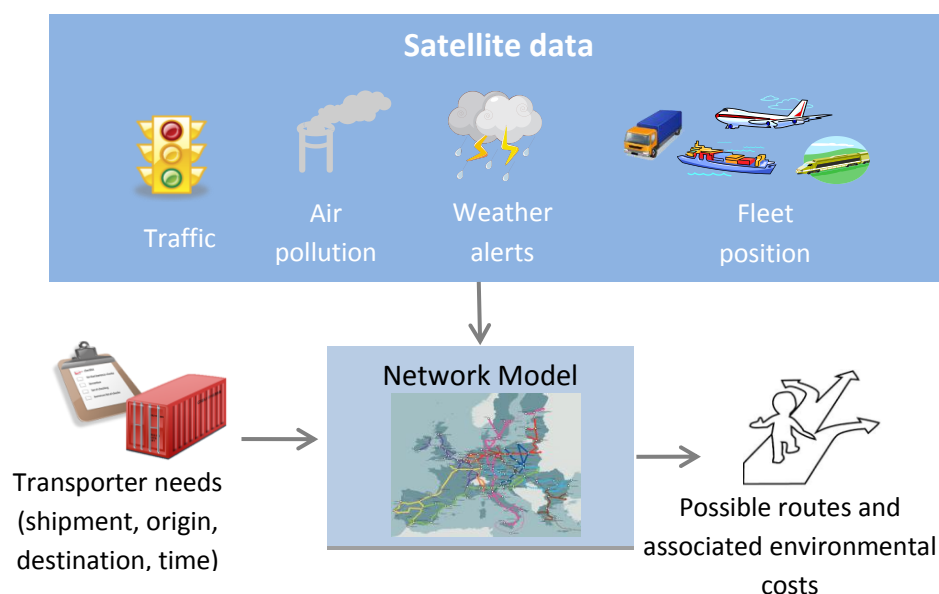 Satellite data
Traffic
Air
pollution
Weather
alerts
Fleet
position
Network Model
Transporter needs
(shipment, origin,
destination, time)
Possible routes and
associated environmental
costs